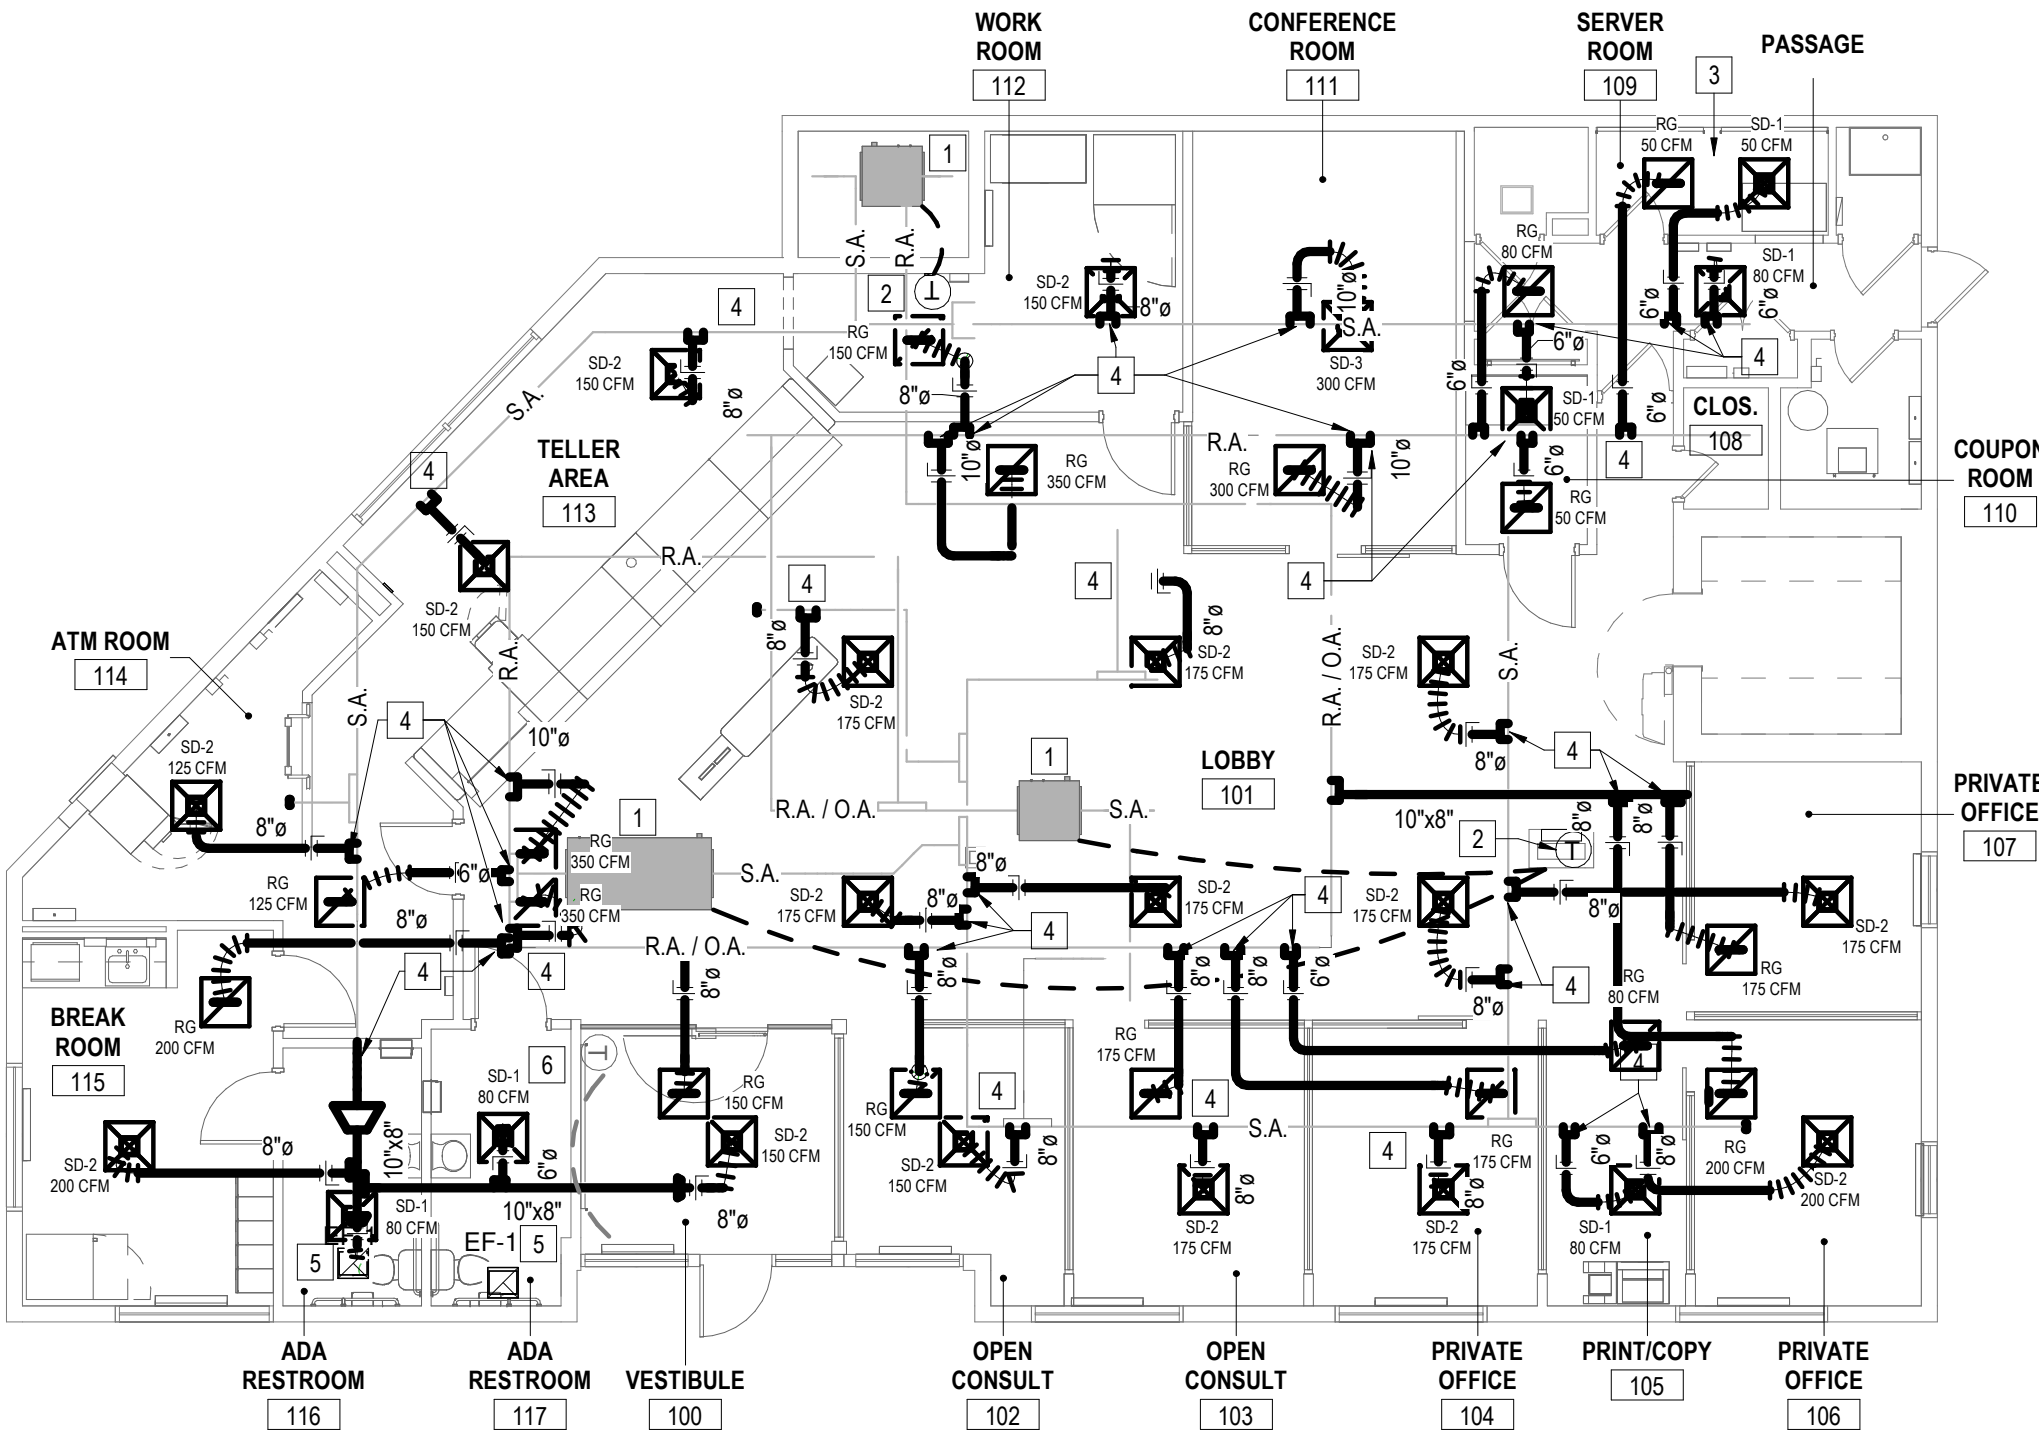 WORK
ROOM
112
CONFERENCE
ROOM
111
SERVER
ROOM
109
3
PASSAGE
1
RG
50 CFM
SD-1
50 CFM
S.A.
R.A.
2
T
SD-2
150 CFM
8"ø
10"ø
S.A.
SD-3
300 CFM
RG
80 CFM
SD-1
80 CFM
6"ø
6"ø
4
RG
150 CFM
4
SD-2
150 CFM
8"ø
S.A.
8"ø
4
6"ø
6"ø
4
SD-1
50 CFM
6"ø
CLOS.
108
TELLER
AREA
113
4
10"ø
RG
350 CFM
R.A.
RG
300 CFM
10"ø
6"ø
4
RG
50 CFM
COUPON
ROOM
110
R.A.
SD-2
150 CFM
R.A.
4
8"ø
SD-2
175 CFM
4
8"ø
SD-2
175 CFM
4
R.A. / O.A.
SD-2
175 CFM
S.A.
8"ø
4
ATM ROOM
114
S.A.
4
10"ø
SD-2
125 CFM
8"ø
1
LOBBY
101
1
R.A. / O.A.
S.A.
10"x8"
8"ø
8"ø
2
T
PRIVATE
OFFICE
107
RG
350 CFM
RG
350 CFM
S.A.
RG
125 CFM
6"ø
8"ø
SD-2
175 CFM
8"ø
8"ø
SD-2
175 CFM
4
SD-2
175 CFM
8"ø
SD-2
175 CFM
4
4
R.A. / O.A.
4
8"ø
8"ø
8"ø
8"ø
6"ø
8"ø
4
RG
80 CFM
RG
175 CFM
BREAK
ROOM
115
RG
200 CFM
6
T
SD-1
80 CFM
RG
150 CFM
SD-2
150 CFM
RG
150 CFM
4
SD-2
150 CFM
8"ø
RG
175 CFM
4
S.A.
4
RG
175 CFM
4
6"ø
8"ø
RG
200 CFM
SD-2
200 CFM
8"ø
10"x8"
6"ø
SD-2
200 CFM
SD-1
80 CFM
10"x8"
8"ø
5
EF-1
5
8"ø
SD-2
175 CFM
8"ø
SD-2
175 CFM
SD-1
80 CFM
ADA
RESTROOM
116
ADA
RESTROOM
117
VESTIBULE
100
OPEN
CONSULT
102
OPEN
CONSULT
103
PRIVATE
OFFICE
104
PRINT/COPY
105
PRIVATE
OFFICE
106